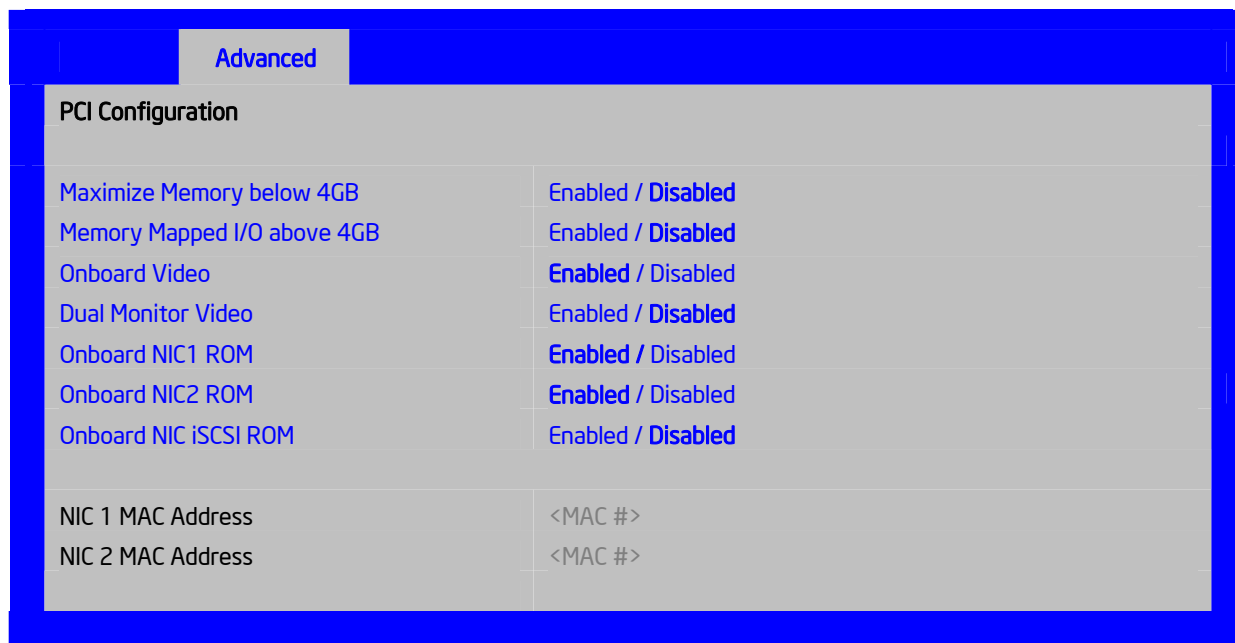 Advanced
PCI Configuration
Maximize Memory below 4GB Enabled / Disabled
Memory Mapped I/O above 4GB Enabled / Disabled
Onboard Video Enabled / Disabled
Dual Monitor Video Enabled / Disabled
Onboard NIC1 ROM Enabled / Disabled
Onboard NIC2 ROM Enabled / Disabled
Onboard NIC iSCSI ROM Enabled / Disabled
NIC 1 MAC Address <MAC #>
NIC 2 MAC Address <MAC #>